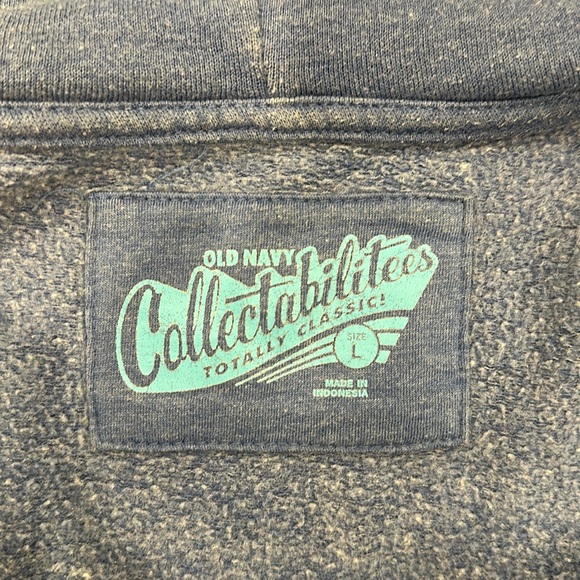 OLD NAVY
Collectabilitees
TOTALLY CLASSIC!
SIZE
L
MADE IN
INDONESIA